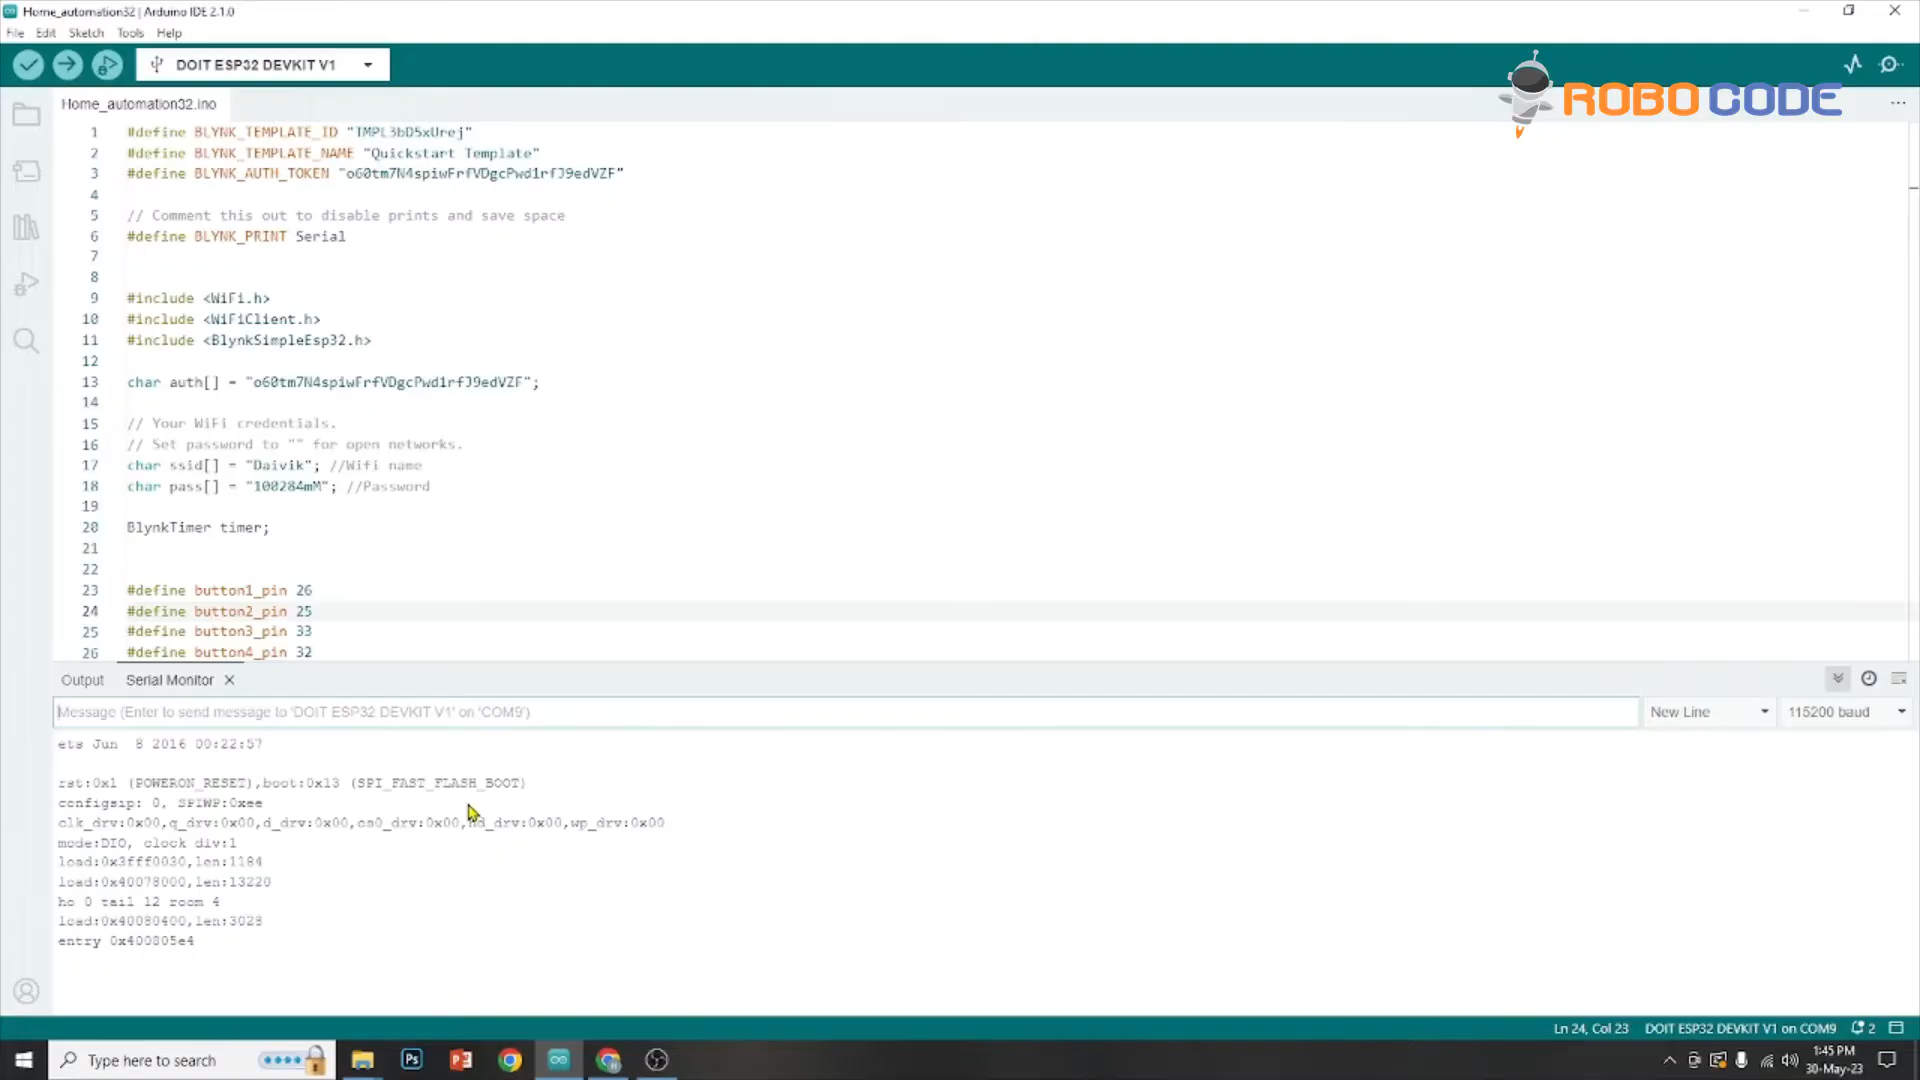 Home_automation32 | Arduino IDE 2.1.0
File Edit Sketch Tools Help
DOIT ESP32 DEVKIT V1
ROBO CODE
Home_automation32.ino
1 #define BLYNK_TEMPLATE_ID "TMPL3bD5xUrej"
2 #define BLYNK_TEMPLATE_NAME "Quickstart Template"
3 #define BLYNK_AUTH_TOKEN "o60tm7N4spiwFrfVDgcPwd1rfJ9edVZF"
4
5 // Comment this out to disable prints and save space
6 #define BLYNK_PRINT Serial
7
8
9 #include <WiFi.h>
10 #include <WiFiClient.h>
11 #include <BlynkSimpleEsp32.h>
12
13 char auth[] = "o60tm7N4spiwFrfVDgcPwd1rfJ9edVZF";
14
15 // Your WiFi credentials.
16 // Set password to "" for open networks.
17 char ssid[] = "Daivik"; //Wifi name
18 char pass[] = "100284mM"; //Password
19
20 BlynkTimer timer;
21
22
23 #define button1_pin 26
24 #define button2_pin 25
25 #define button3_pin 33
26 #define button4_pin 32
Output Serial Monitor
Message (Enter to send message to 'DOIT ESP32 DEVKIT V1' on 'COM9') New Line 115200 baud
ets Jun 8 2016 00:22:57
rst:0x1 (POWERON_RESET),boot:0x13 (SPI_FAST_FLASH_BOOT)
configsip: 0, SPIWP:0xee
clk_drv:0x00,q_drv:0x00,d_drv:0x00,cs0_drv:0x00,hd_drv:0x00,wp_drv:0x00
mode:DIO, clock div:1
load:0x3fff0030,len:1184
load:0x40078000,len:13220
ho 0 tail 12 room 4
load:0x40080400,len:3028
entry 0x400805e4
Ln 24, Col 23 DOIT ESP32 DEVKIT V1 on COM9 2
Type here to search
Ps
1:45 PM
30-May-23